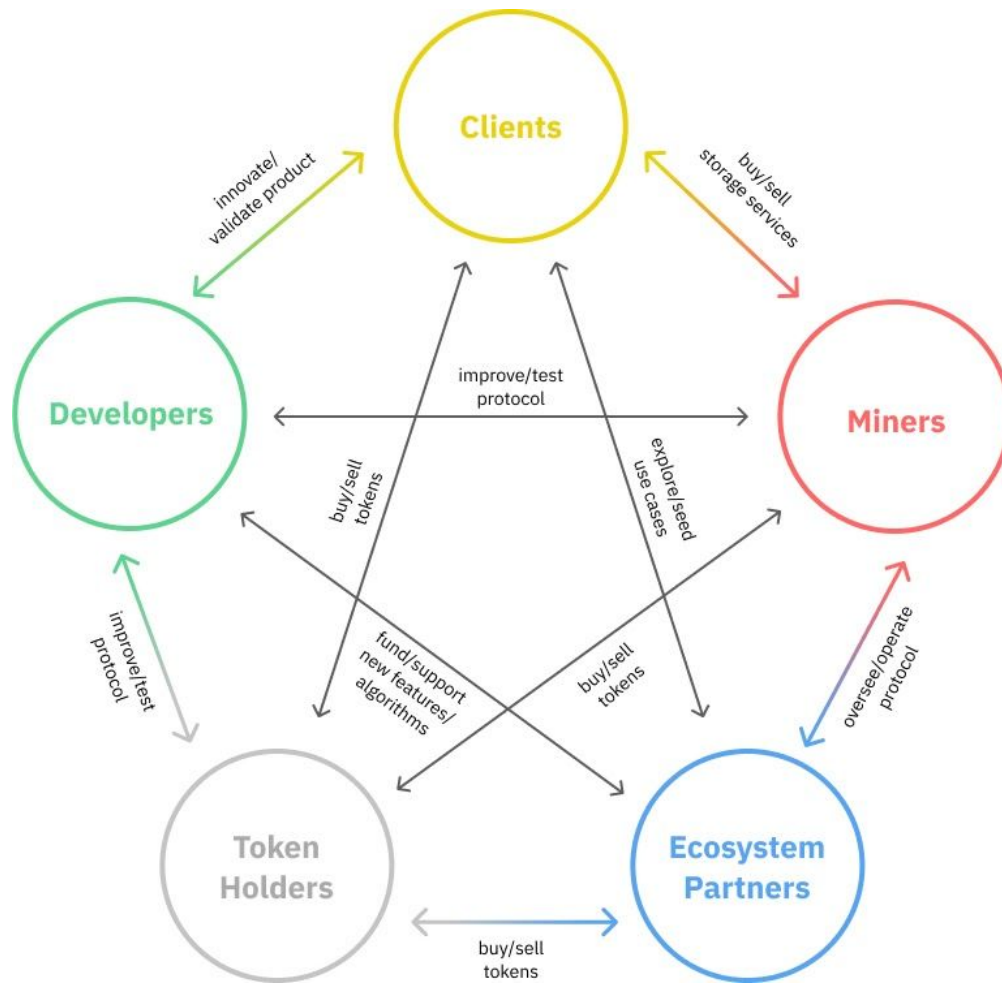 Clients
innovate/
validate product
buy/sell
storage services
Developers
improve/test
protocol
Miners
buy/sell
tokens
explore/seed
use cases
improve/test
protocol
fund/support
new features/
algorithms
buy/sell
tokens
oversee/operate
protocol
Token
Holders
Ecosystem
Partners
buy/sell
tokens